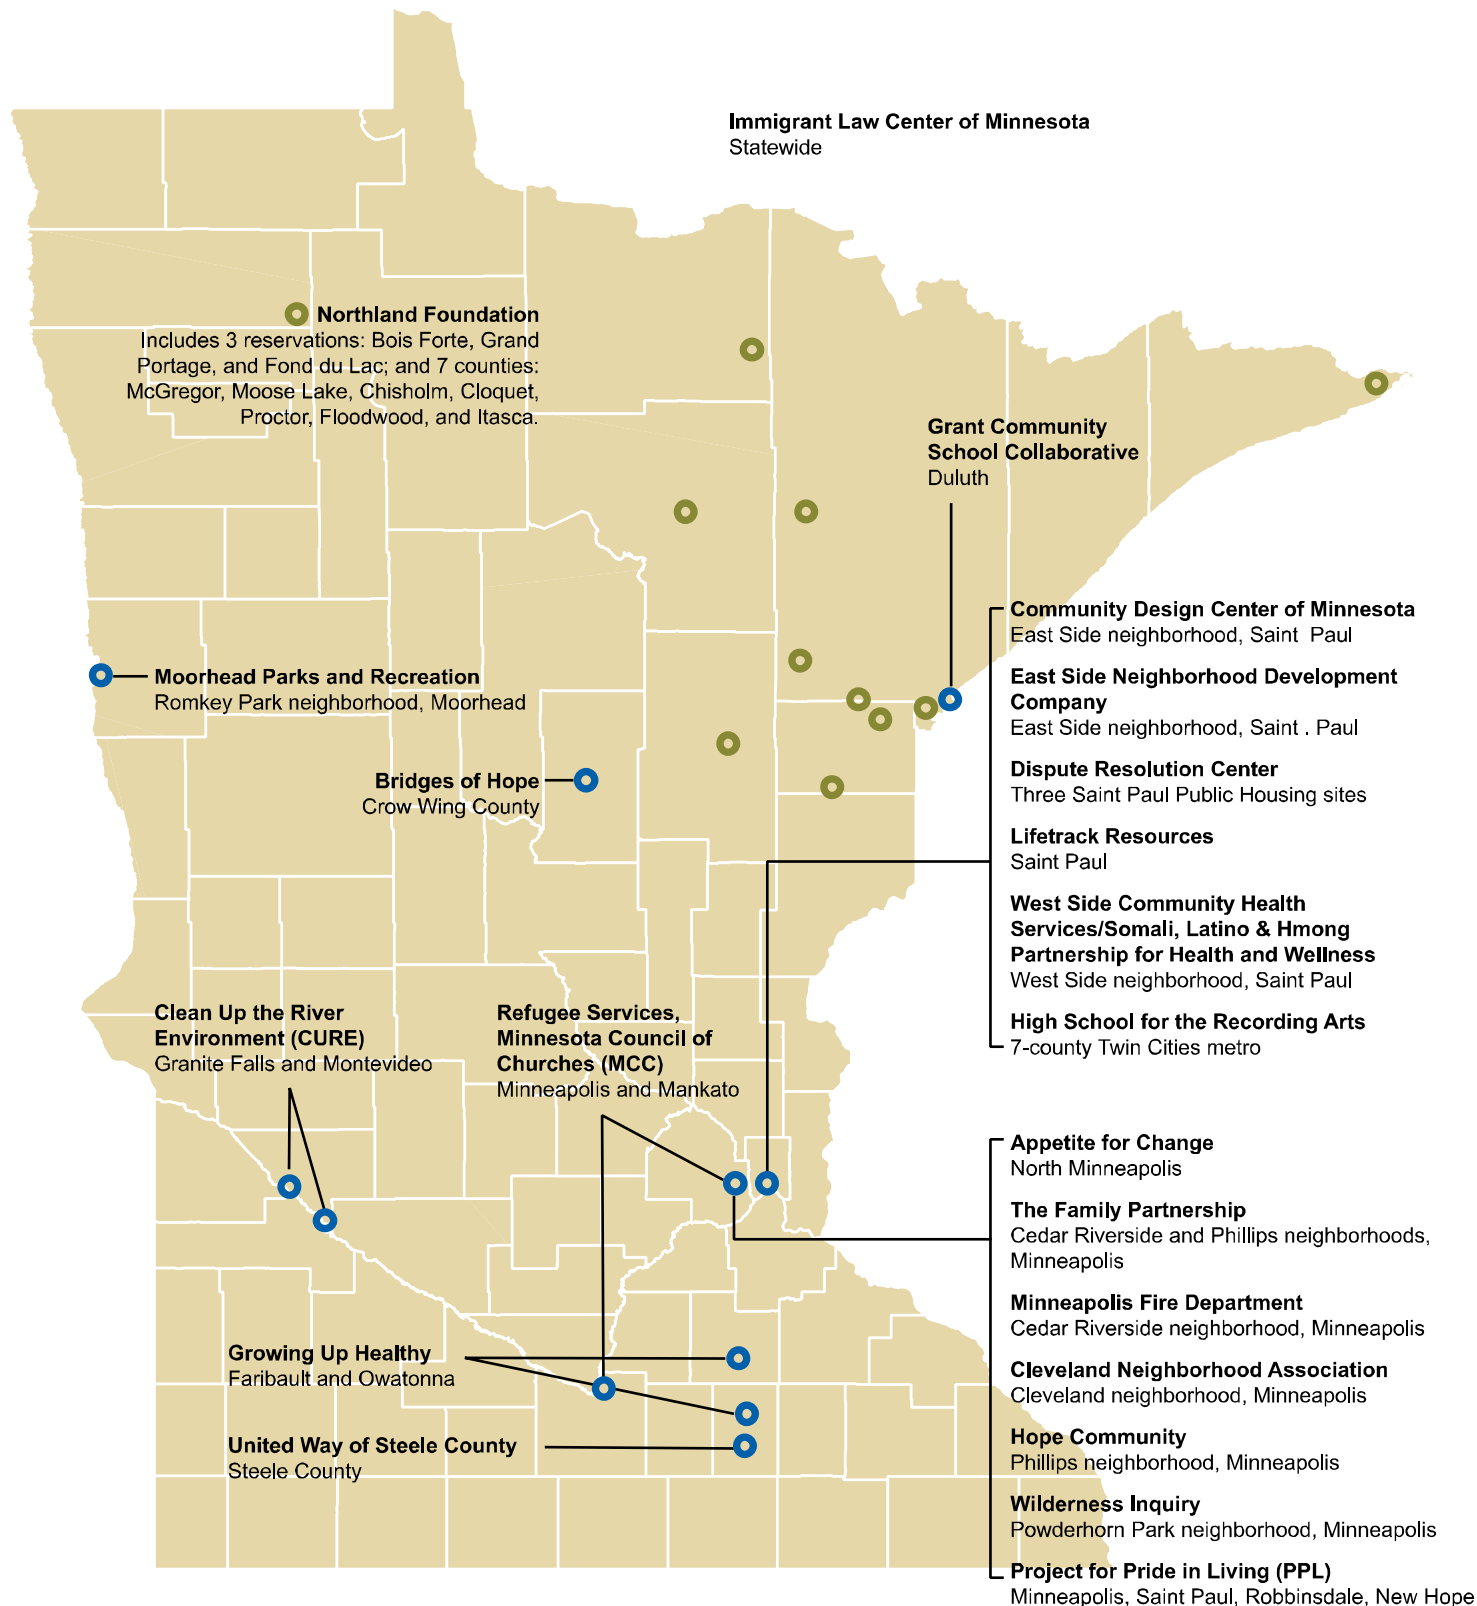 Immigrant Law Center of Minnesota
Statewide
Northland Foundation
Includes 3 reservations: Bois Forte, Grand
Portage, and Fond du Lac; and 7 counties:
McGregor, Moose Lake, Chisholm, Cloquet,
Proctor, Floodwood, and Itasca.
Grant Community
School Collaborative
Duluth
Moorhead Parks and Recreation
Romkey Park neighborhood, Moorhead
Bridges of Hope
Crow Wing County
Clean Up the River
Environment (CURE)
Granite Falls and Montevideo
Refugee Services,
Minnesota Council of
Churches (MCC)
Minneapolis and Mankato
Growing Up Healthy
Faribault and Owatonna
United Way of Steele County
Steele County
Community Design Center of Minnesota
East Side neighborhood, Saint  Paul
East Side Neighborhood Development
Company
East Side neighborhood, Saint . Paul
Dispute Resolution Center
Three Saint Paul Public Housing sites
Lifetrack Resources
Saint Paul
West Side Community Health
Services/Somali, Latino & Hmong
Partnership for Health and Wellness
West Side neighborhood, Saint Paul
High School for the Recording Arts
7-county Twin Cities metro
Appetite for Change
North Minneapolis
The Family Partnership
Cedar Riverside and Phillips neighborhoods,
Minneapolis
Minneapolis Fire Department
Cedar Riverside neighborhood, Minneapolis
Cleveland Neighborhood Association
Cleveland neighborhood, Minneapolis
Hope Community
Phillips neighborhood, Minneapolis
Wilderness Inquiry
Powderhorn Park neighborhood, Minneapolis
Project for Pride in Living (PPL)
Minneapolis, Saint Paul, Robbinsdale, New Hope